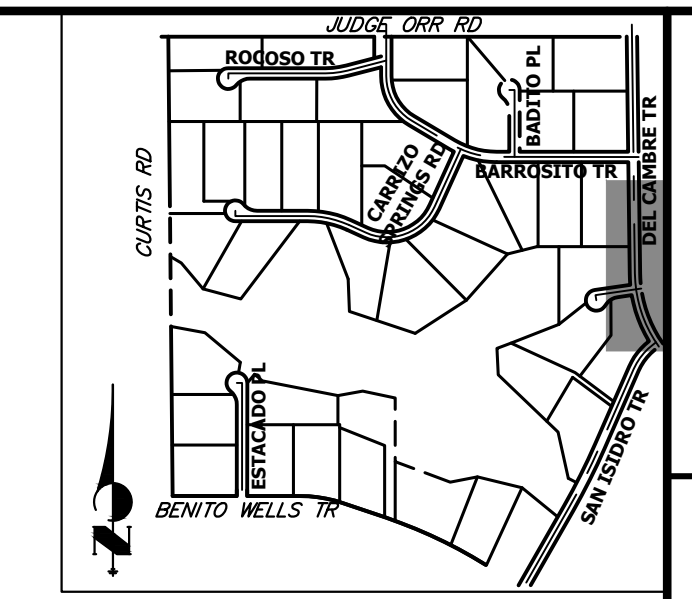 JUDGE ORR RD
ROCOSO TR
BADITO PL
DEL CAMBRE TR
CURTIS RD
CARRIZO
SPRINGS RD
BARROSITO TR
ESTACADO PL
SAN ISIDRO TR
BENITO WELLS TR
N